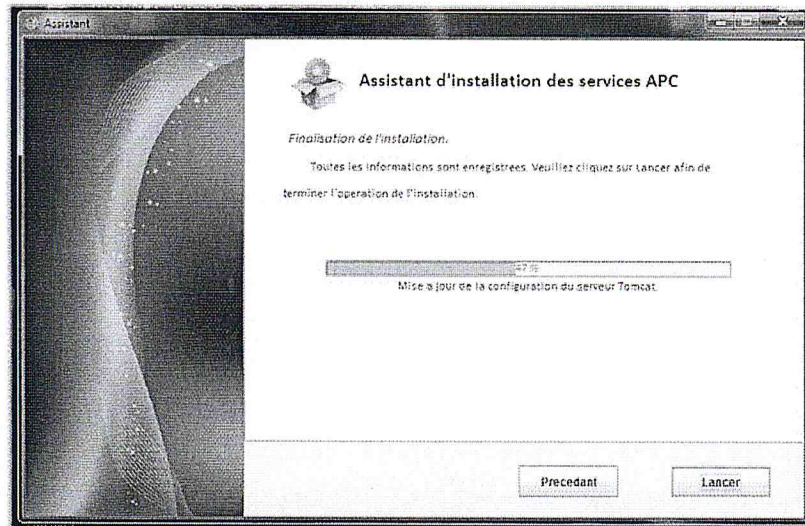 Assistant
Assistant d'installation des services APC
Finalisation de l'installation.
Toutes les informations sont enregistrees. Veuillez cliquez sur Lancer afin de
terminer l'operation de l'installation.
47 %
Mise a jour de la configuration du serveur Tomcat.
Precedant
Lancer